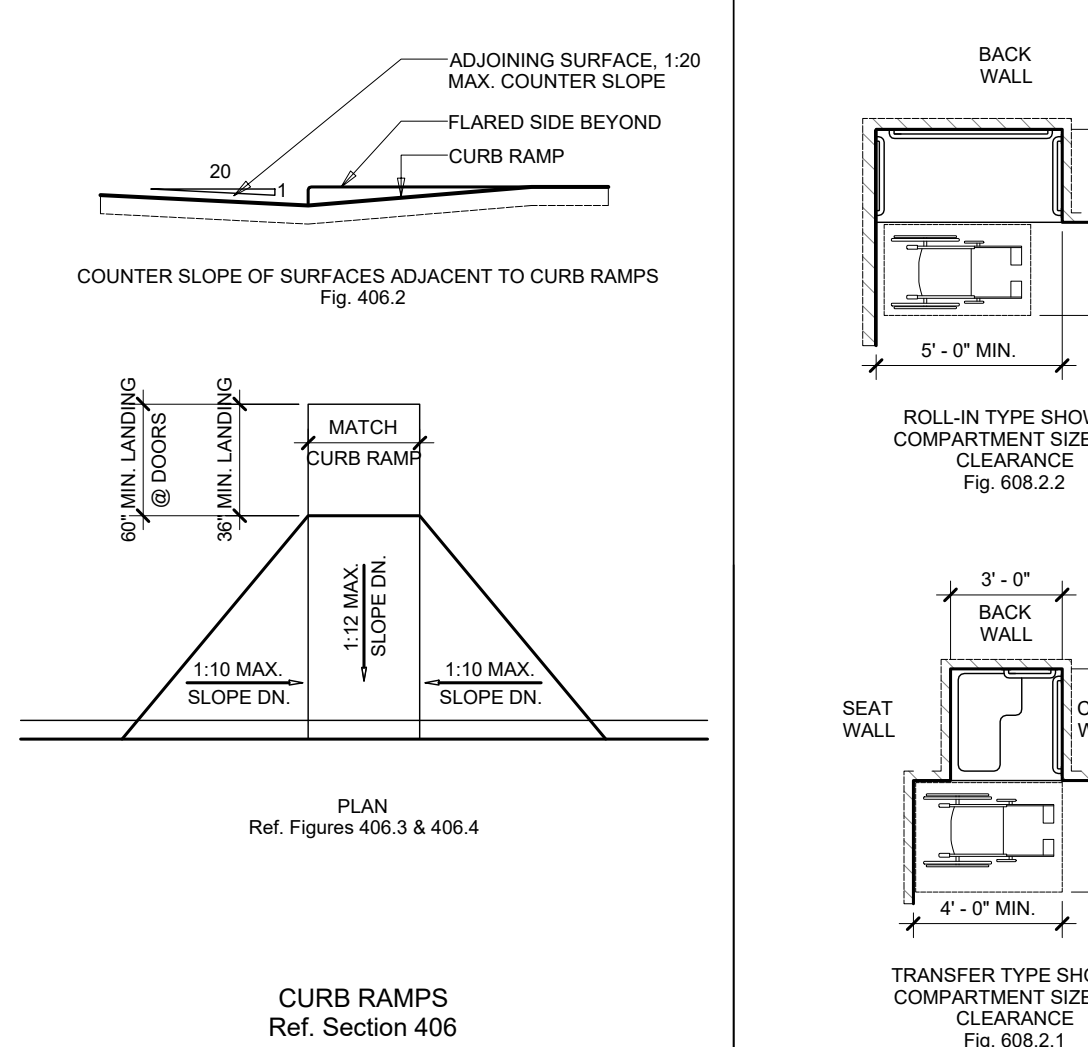 ADJOINING SURFACE, 1:20
MAX. COUNTER SLOPE
FLARED SIDE BEYOND
CURB RAMP
20
1
COUNTER SLOPE OF SURFACES ADJACENT TO CURB RAMPS
Fig. 406.2
60" MIN. LANDING
@ DOORS
36" MIN. LANDING
MATCH
CURB RAMP
1:12 MAX.
SLOPE DN.
1:10 MAX.
SLOPE DN.
1:10 MAX.
SLOPE DN.
PLAN
Ref. Figures 406.3 & 406.4
CURB RAMPS
Ref. Section 406
BACK
WALL
5' - 0" MIN.
ROLL-IN TYPE
COMPARTMENT SIZE
CLEARANCE
Fig. 608.2.2
3' - 0"
BACK
WALL
SEAT
WALL
4' - 0" MIN.
TRANSFER TYPE
COMPARTMENT SIZE
CLEARANCE
Fig. 608.2.1